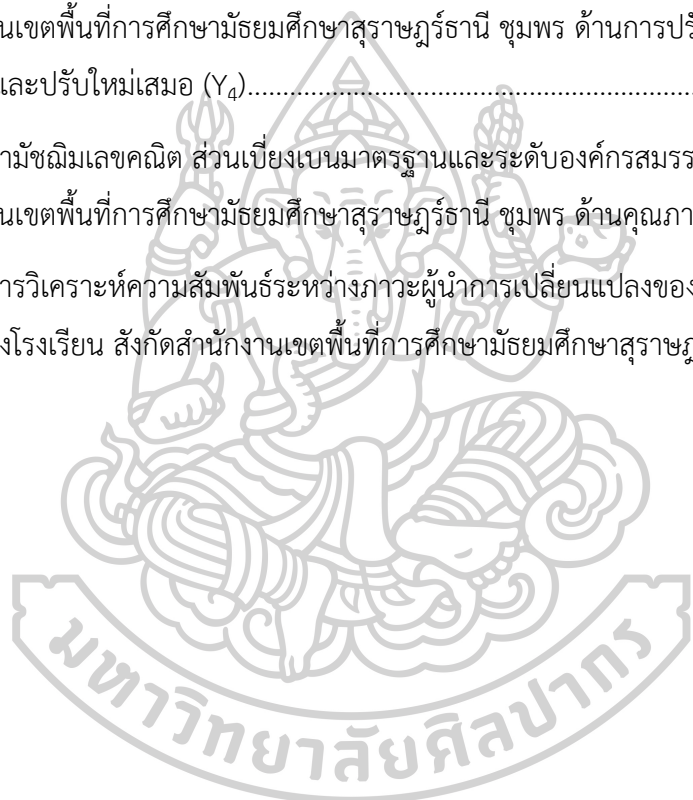 นเขตพื้นที่การศึกษามัธยมศึกษาสุราษฎร์ธานี ชุมพร ด้านการปรั
และปรับใหม่เสมอ (Y₄)
ามัชฌิมเลขคณิต ส่วนเบี่ยงเบนมาตรฐานและระดับองค์กรสมรร
นเขตพื้นที่การศึกษามัธยมศึกษาสุราษฎร์ธานี ชุมพร ด้านคุณภา
ารวิเคราะห์ความสัมพันธ์ระหว่างภาวะผู้นำการเปลี่ยนแปลงของ
งโรงเรียน สังกัดสำนักงานเขตพื้นที่การศึกษามัธยมศึกษาสุราษฎ
มหาวิทยาลัยศิลปากร